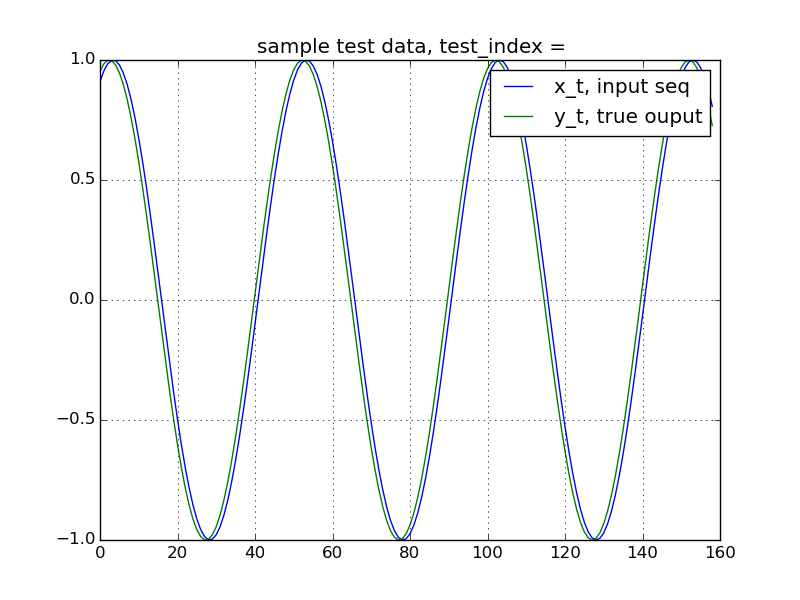 sample test data, test_index =
x_t, input seq
y_t, true ouput
1.0
0.5
0.0
−0.5
−1.0
0 20 40 60 80 100 120 140 160